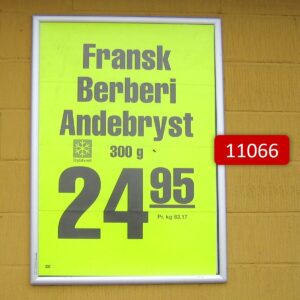 Fransk
Berberi
Andebryst
300 g
24 95
Pr. kg 83.17
11066